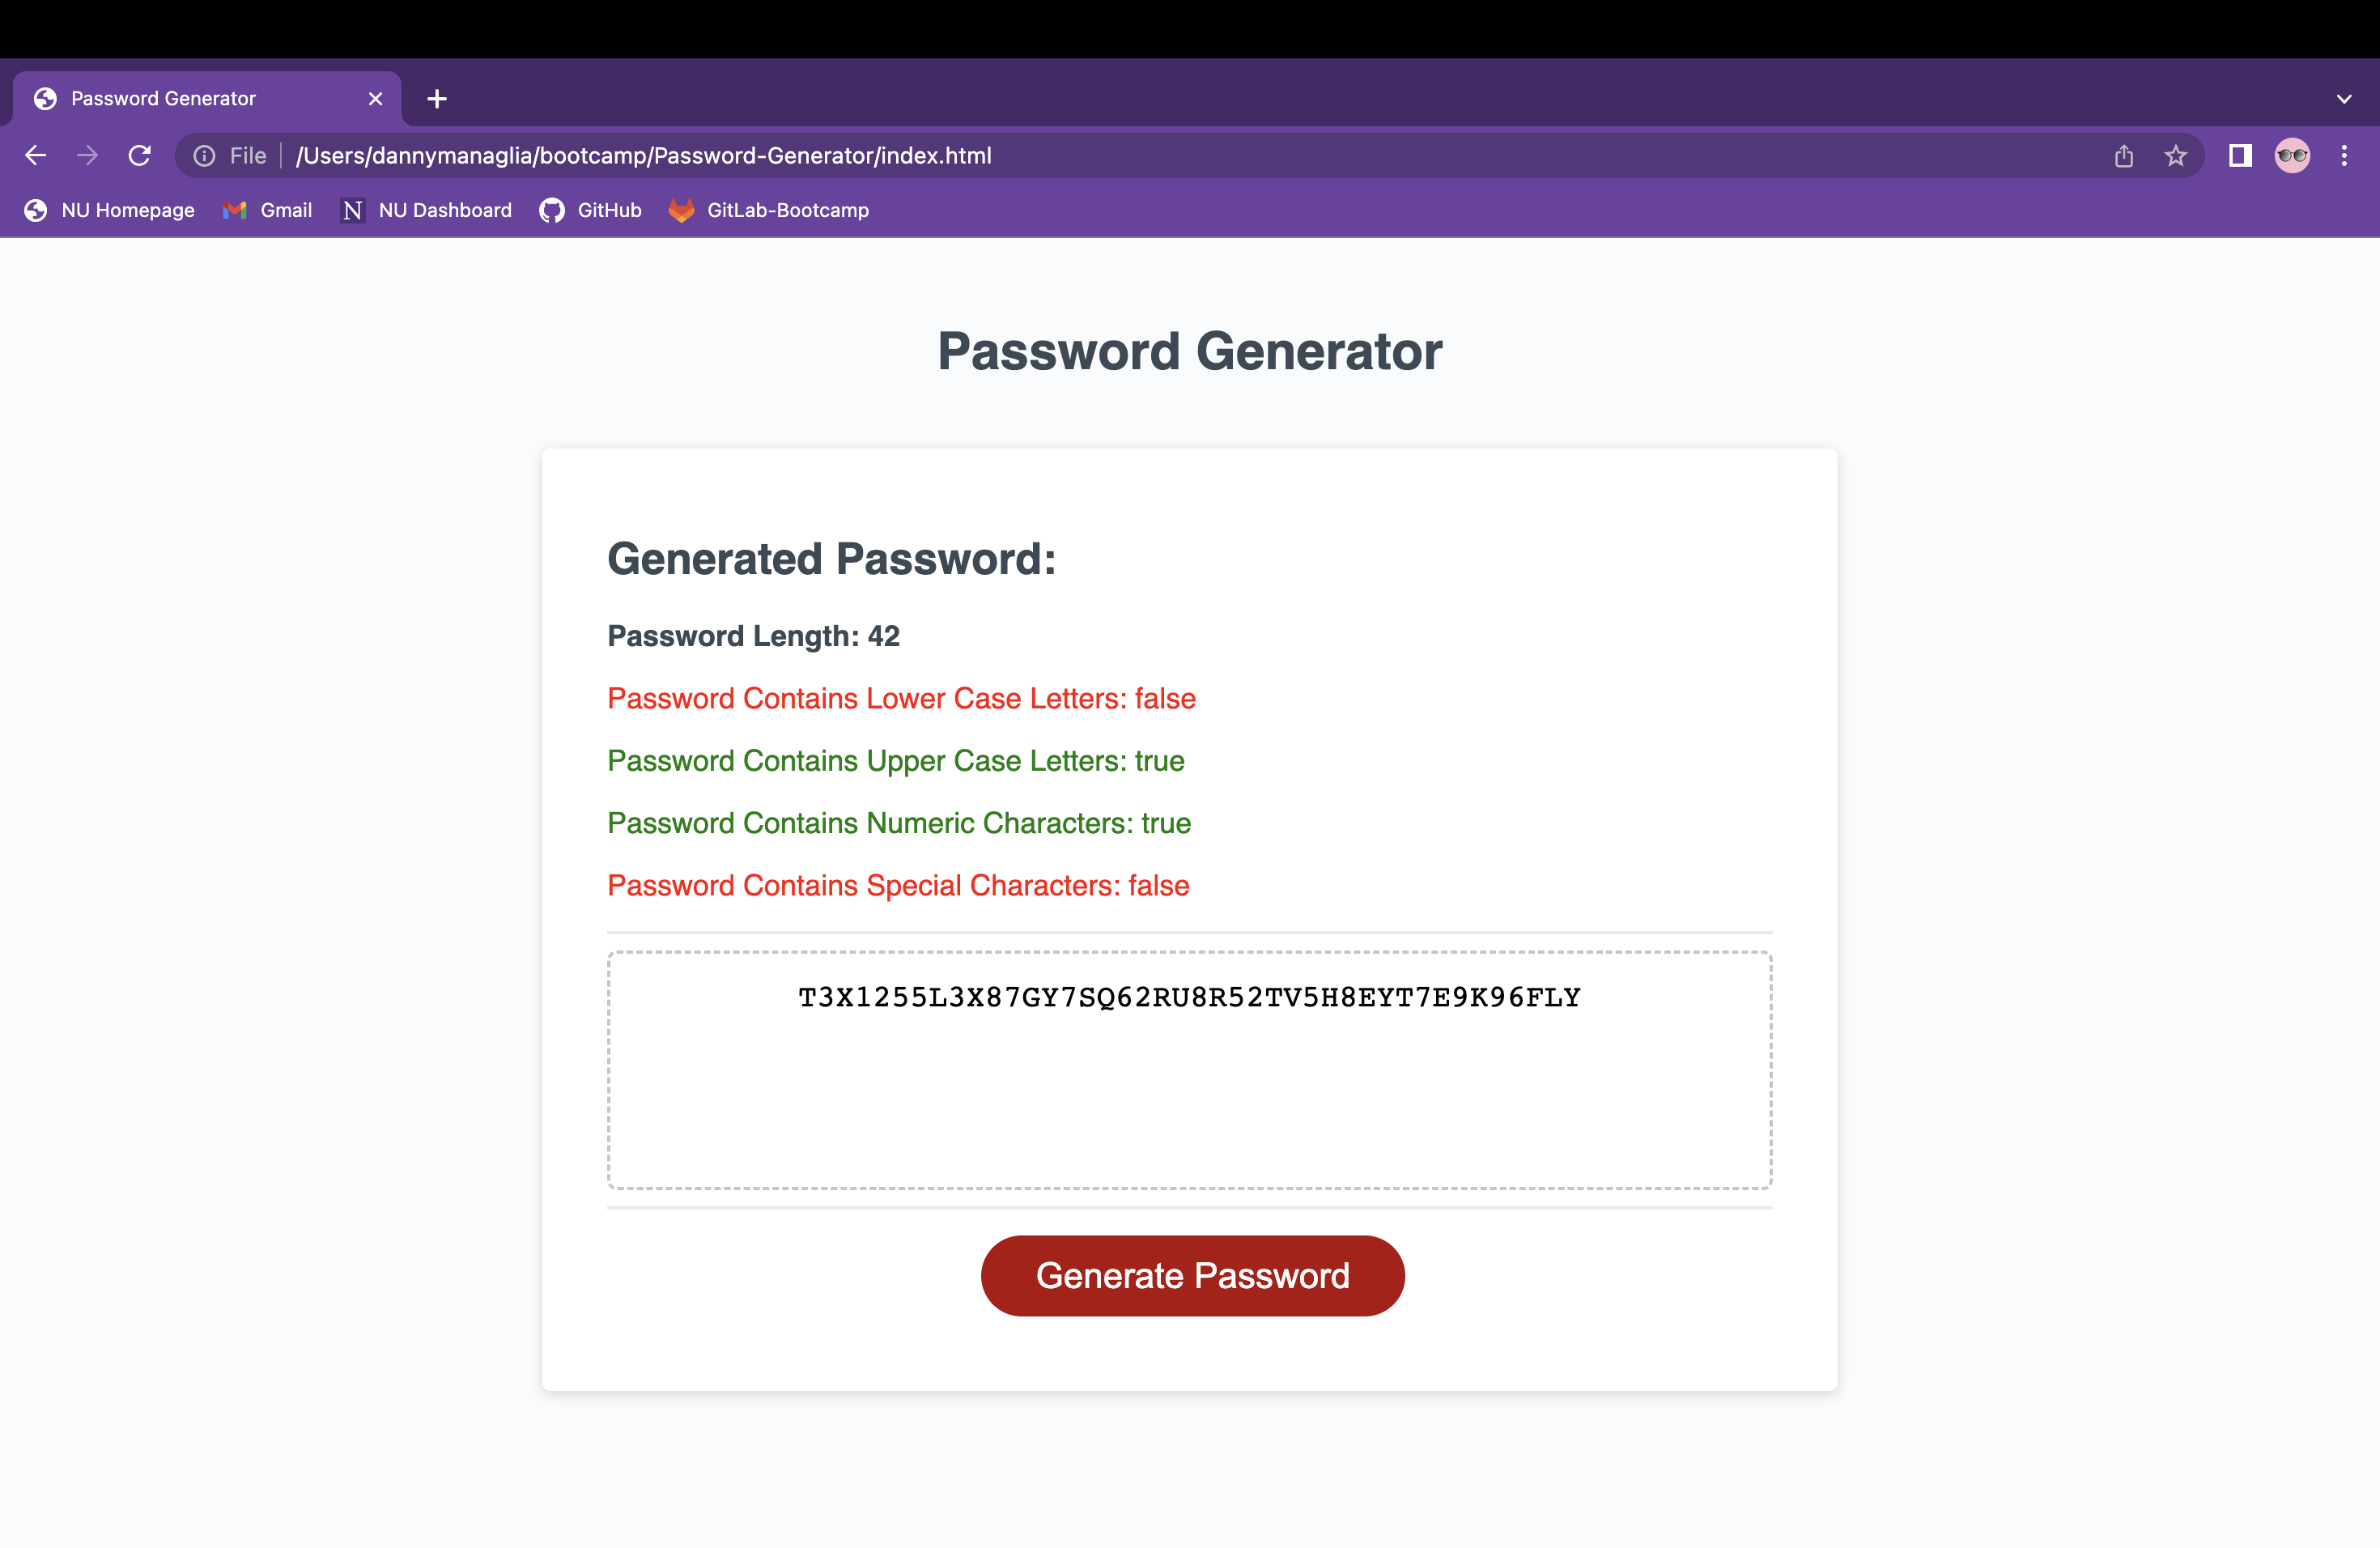 Password Generator
File /Users/dannymanaglia/bootcamp/Password-Generator/index.html
NU Homepage Gmail N NU Dashboard GitHub GitLab-Bootcamp
Password Generator
Generated Password:
Password Length: 42
Password Contains Lower Case Letters: false
Password Contains Upper Case Letters: true
Password Contains Numeric Characters: true
Password Contains Special Characters: false
T3X1255L3X87GY7SQ62RU8R52TV5H8EYT7E9K96FLY
Generate Password